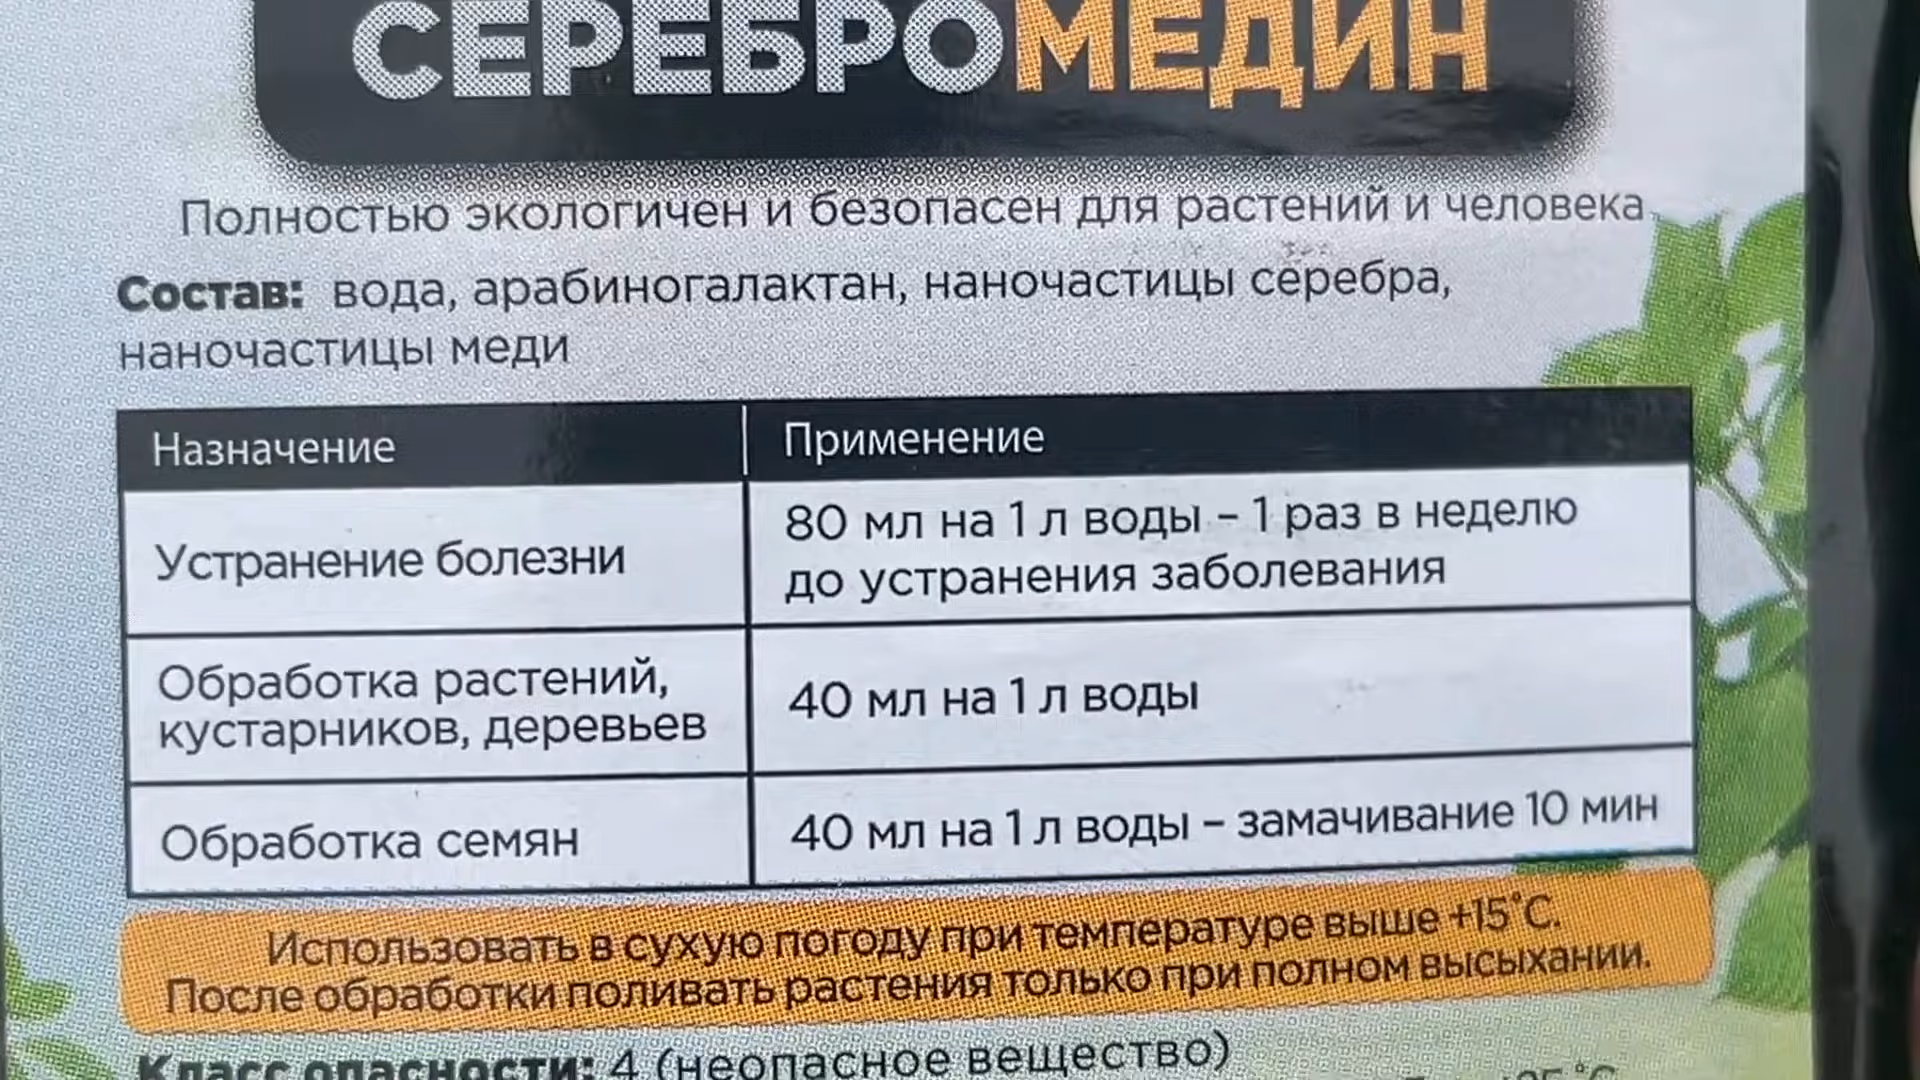 СЕРЕБРОМЕДИН
Полностью экологичен и безопасен для растений и человека.
Состав: вода, арабиногалактан, наночастицы серебра,
наночастицы меди
Назначение
Применение
Устранение болезни
80 мл на 1 л воды – 1 раз в неделю
до устранения заболевания
Обработка растений,
кустарников, деревьев
40 мл на 1 л воды
Обработка семян
40 мл на 1 л воды – замачивание 10 мин
Использовать в сухую погоду при температуре выше +15°С.
После обработки поливать растения только при полном высыхании.
Класс опасности: 4 (неопасное вещество)